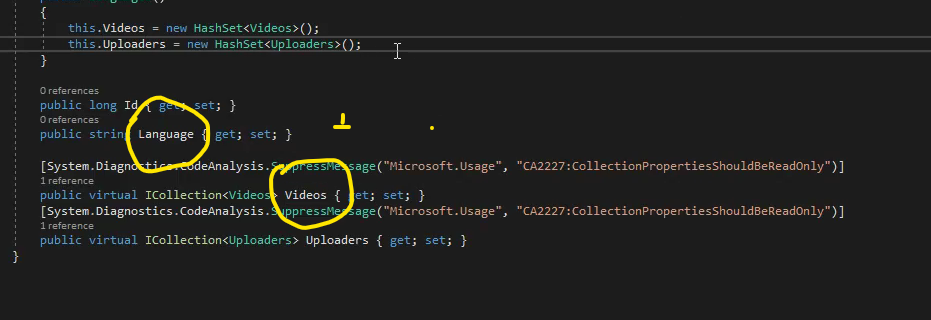 {
this.Videos = new HashSet<Videos>();
this.Uploaders = new HashSet<Uploaders>();
}
0 references
public long Id { get; set; }
0 references
public string Language { get; set; }
[System.Diagnostics.CodeAnalysis.SuppressMessage("Microsoft.Usage", "CA2227:CollectionPropertiesShouldBeReadOnly")]
1 reference
public virtual ICollection<Videos> Videos { get; set; }
[System.Diagnostics.CodeAnalysis.SuppressMessage("Microsoft.Usage", "CA2227:CollectionPropertiesShouldBeReadOnly")]
1 reference
public virtual ICollection<Uploaders> Uploaders { get; set; }
}